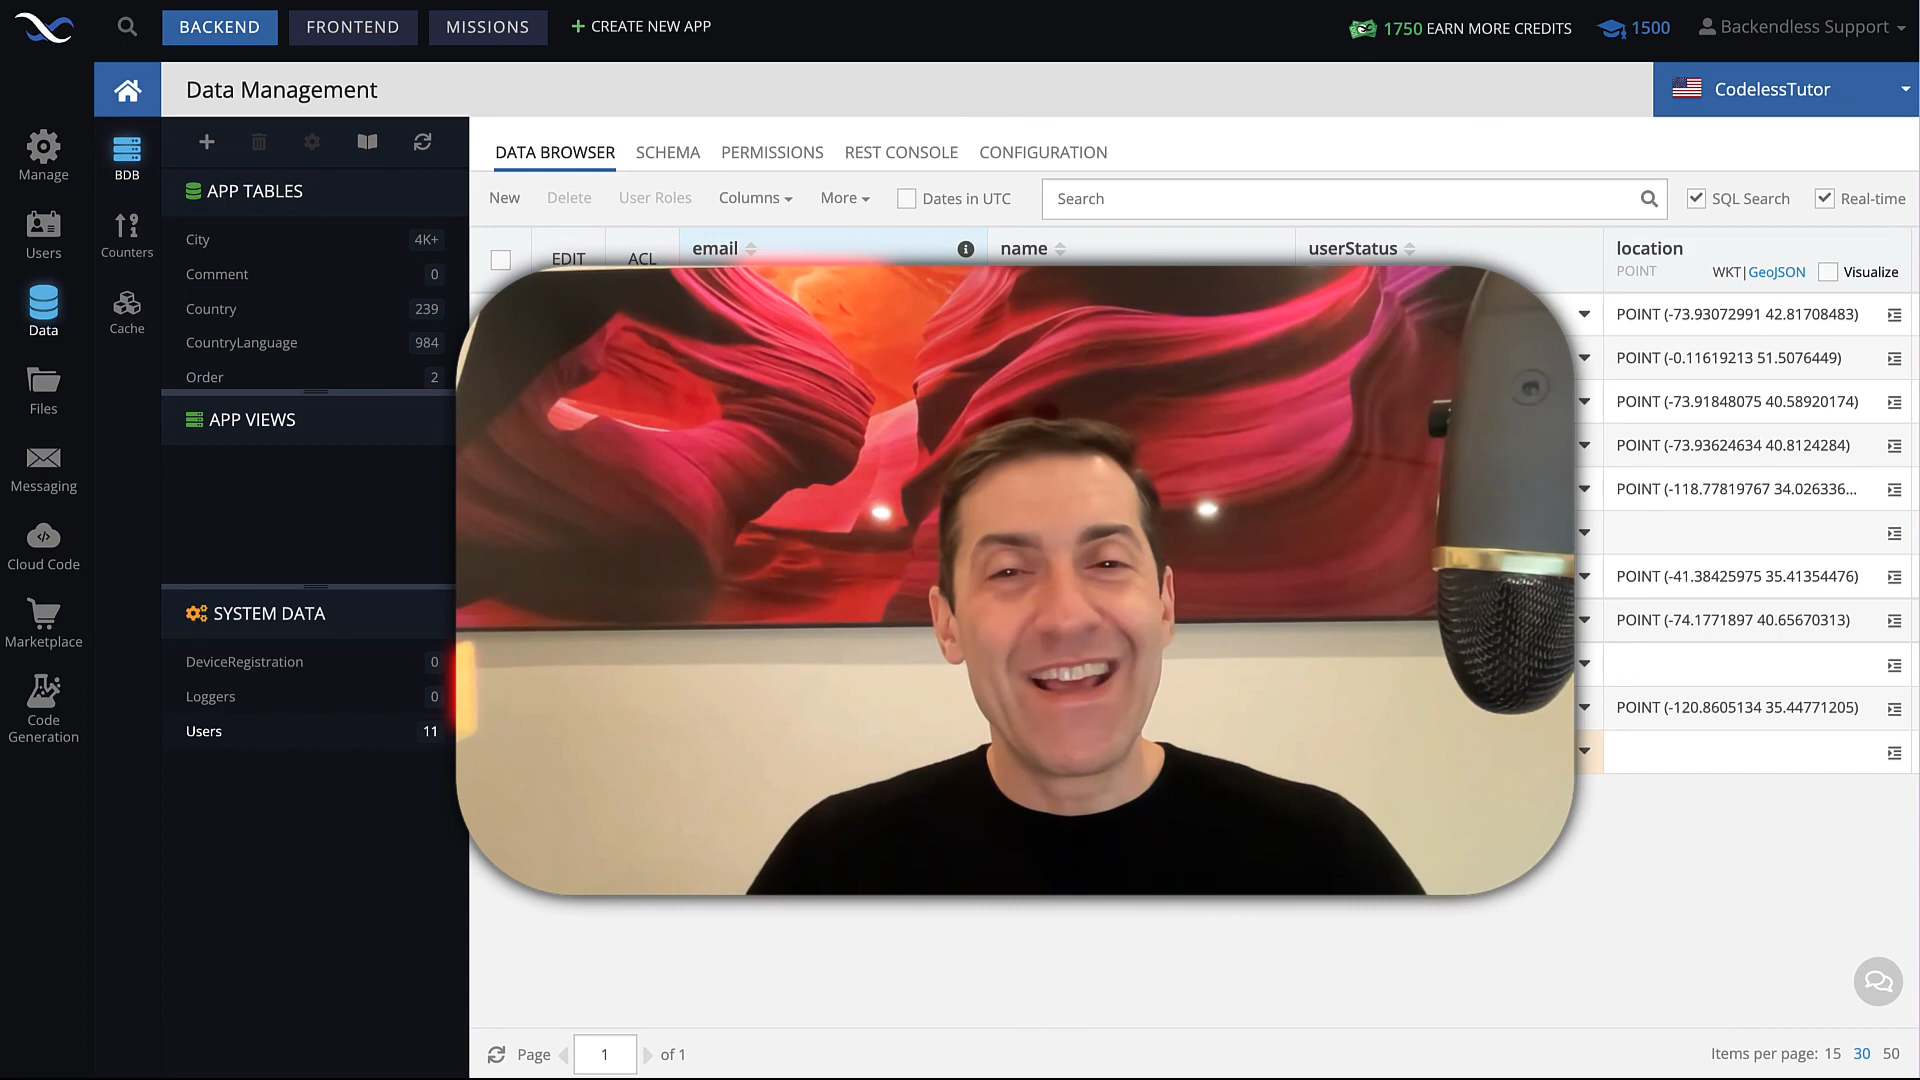 BACKEND FRONTEND MISSIONS + CREATE NEW APP 1750 EARN MORE CREDITS 1500 Backendless Support
Data Management CodelessTutor
Manage
Users
Data
Files
Messaging
Cloud Code
Marketplace
Code
Generation
BDB
Counters
Cache
APP TABLES
City 4K+
Comment 0
Country 239
CountryLanguage 984
Order 2
APP VIEWS
SYSTEM DATA
DeviceRegistration 0
Loggers 0
Users 11
DATA BROWSER SCHEMA PERMISSIONS REST CONSOLE CONFIGURATION
New Delete User Roles Columns More Dates in UTC Search SQL Search Real-time
EDIT ACL email name userStatus location
POINT WKT|GeoJSON Visualize
POINT (-73.93072991 42.81708483)
POINT (-0.11619213 51.5076449)
POINT (-73.91848075 40.58920174)
POINT (-73.93624634 40.8124284)
POINT (-118.77819767 34.026336...
POINT (-41.38425975 35.41354476)
POINT (-74.1771897 40.65670313)
POINT (-120.8605134 35.44771205)
Page 1 of 1 Items per page: 15 30 50